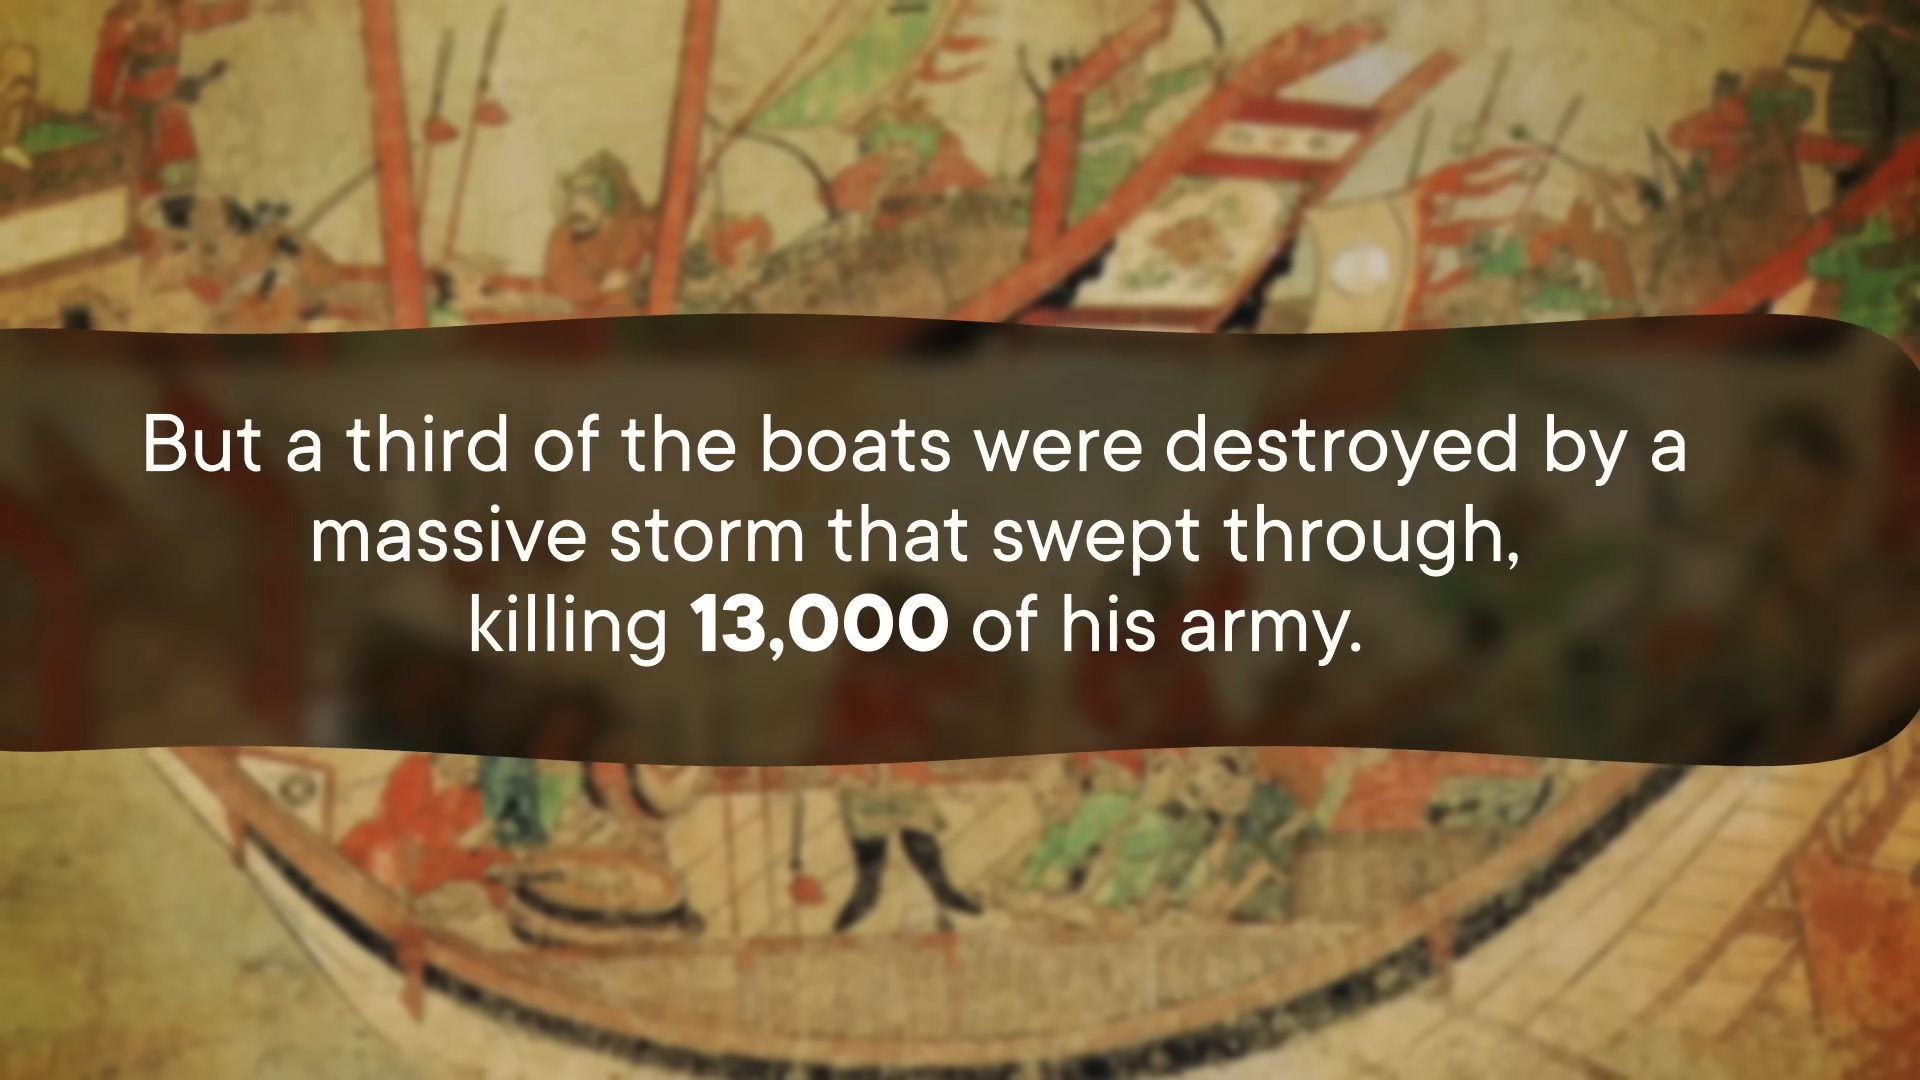 But a third of the boats were destroyed by a
massive storm that swept through,
killing 13,000 of his army.